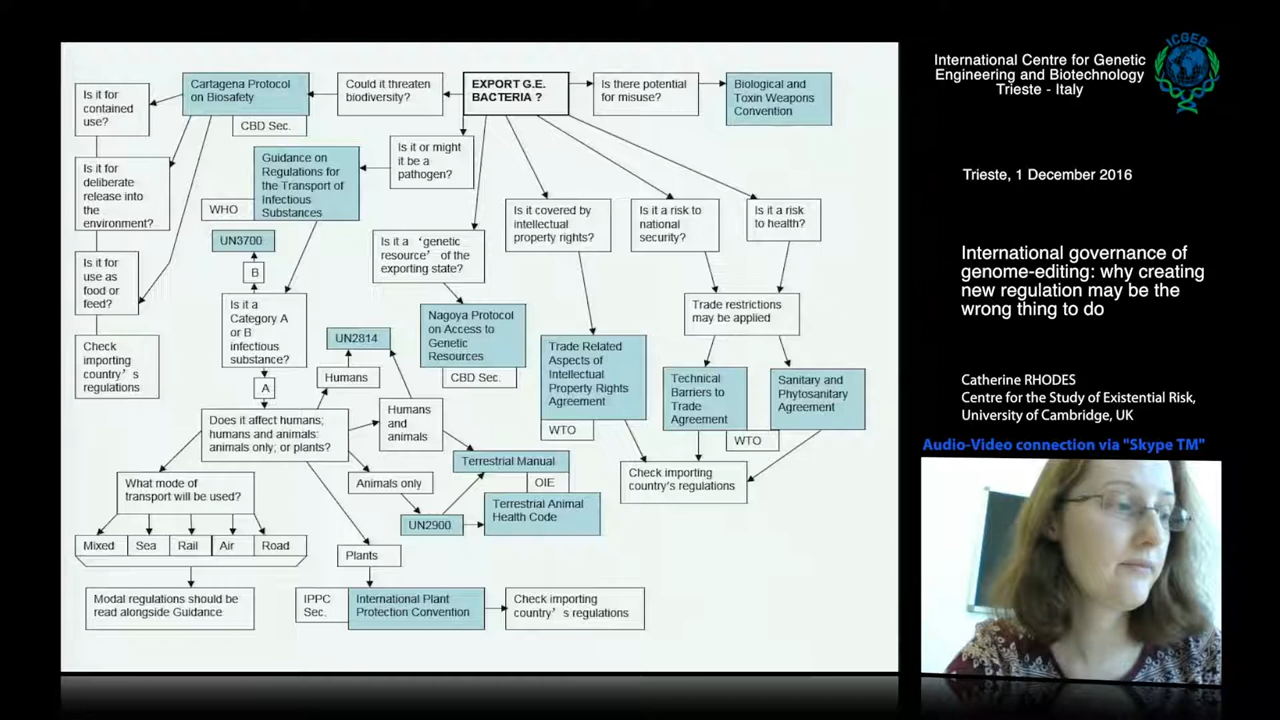 EXPORT G.E.
BACTERIA ?
Could it threaten
biodiversity?
Cartagena Protocol
on Biosafety
CBD Sec.
Is it for
contained
use?
Is it for
deliberate
release into
the
environment?
Is it for
use as
food or
feed?
Check
importing
country's
regulations
Is there potential
for misuse?
Biological and
Toxin Weapons
Convention
Is it or might
it be a
pathogen?
Guidance on
Regulations for
the Transport of
Infectious
Substances
WHO
UN3700
B
Is it a
Category A
or B
infectious
substance?
A
Does it affect humans;
humans and animals:
animals only; or plants?
Humans
UN2814
Humans
and
animals
Terrestrial Manual
OIE
Terrestrial Animal
Health Code
Animals only
UN2900
Plants
IPPC
Sec.
International Plant
Protection Convention
Check importing
country's regulations
What mode of
transport will be used?
Mixed
Sea
Rail
Air
Road
Modal regulations should be
read alongside Guidance
Is it a 'genetic
resource' of the
exporting state?
Nagoya Protocol
on Access to
Genetic
Resources
CBD Sec.
Is it covered by
intellectual
property rights?
Trade Related
Aspects of
Intellectual
Property Rights
Agreement
WTO
Is it a risk to
national
security?
Is it a risk
to health?
Trade restrictions
may be applied
Technical
Barriers to
Trade
Agreement
Sanitary and
Phytosanitary
Agreement
WTO
Check importing
country's regulations
International Centre for Genetic
Engineering and Biotechnology
Trieste - Italy
ICGEB
Trieste, 1 December 2016
International governance of
genome-editing: why creating
new regulation may be the
wrong thing to do
Catherine RHODES
Centre for the Study of Existential Risk,
University of Cambridge, UK
Audio-Video connection via "Skype TM"